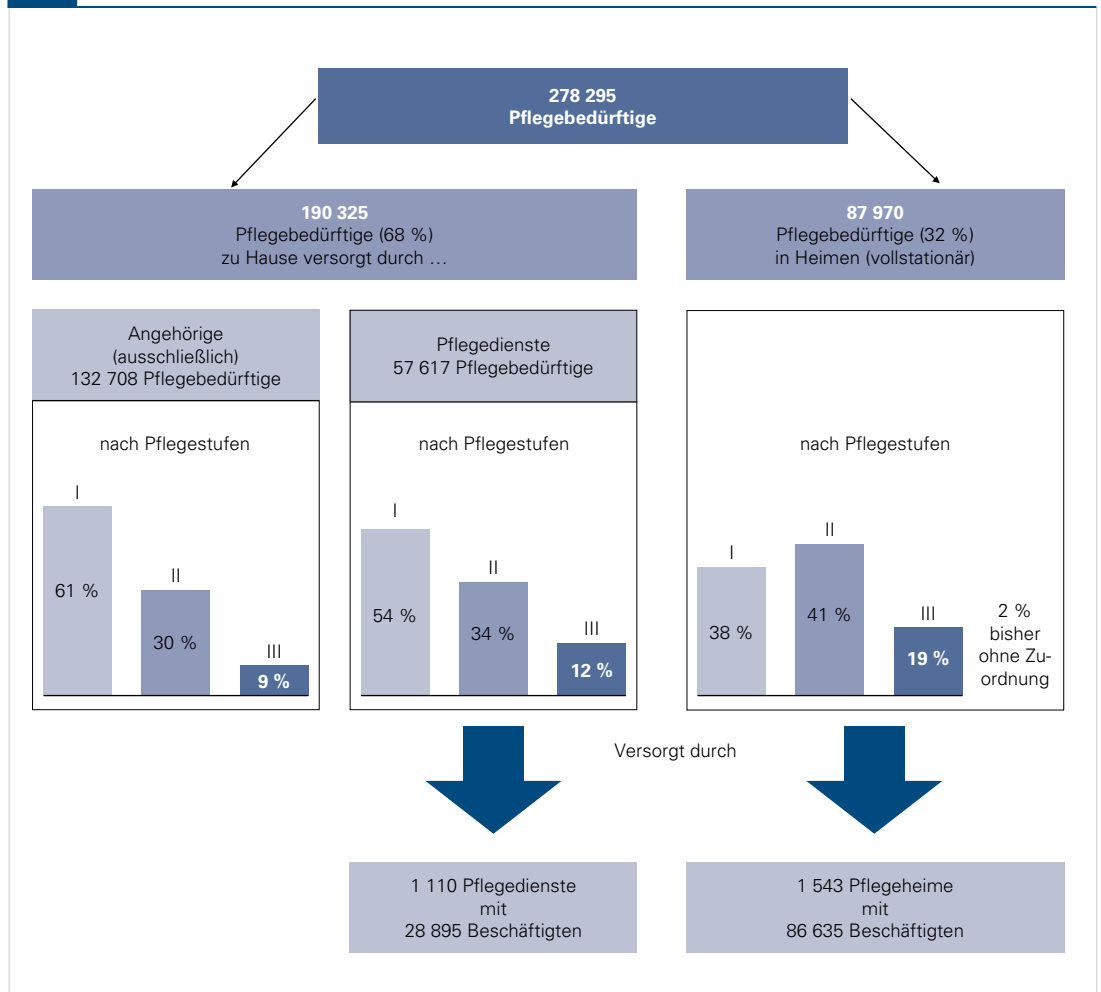 278 295
Pflegebedürftige
190 325
Pflegebedürftige (68 %)
zu Hause versorgt durch …
87 970
Pflegebedürftige (32 %)
in Heimen (vollstationär)
Angehörige
(ausschließlich)
132 708 Pflegebedürftige
nach Pflegestufen
I
61 %
II
30 %
III
9 %
Pflegedienste
57 617 Pflegebedürftige
nach Pflegestufen
I
54 %
II
34 %
III
12 %
nach Pflegestufen
I
38 %
II
41 %
III
19 %
2 %
bisher
ohne Zu-
ordnung
Versorgt durch
1 110 Pflegedienste
mit
28 895 Beschäftigten
1 543 Pflegeheime
mit
86 635 Beschäftigten